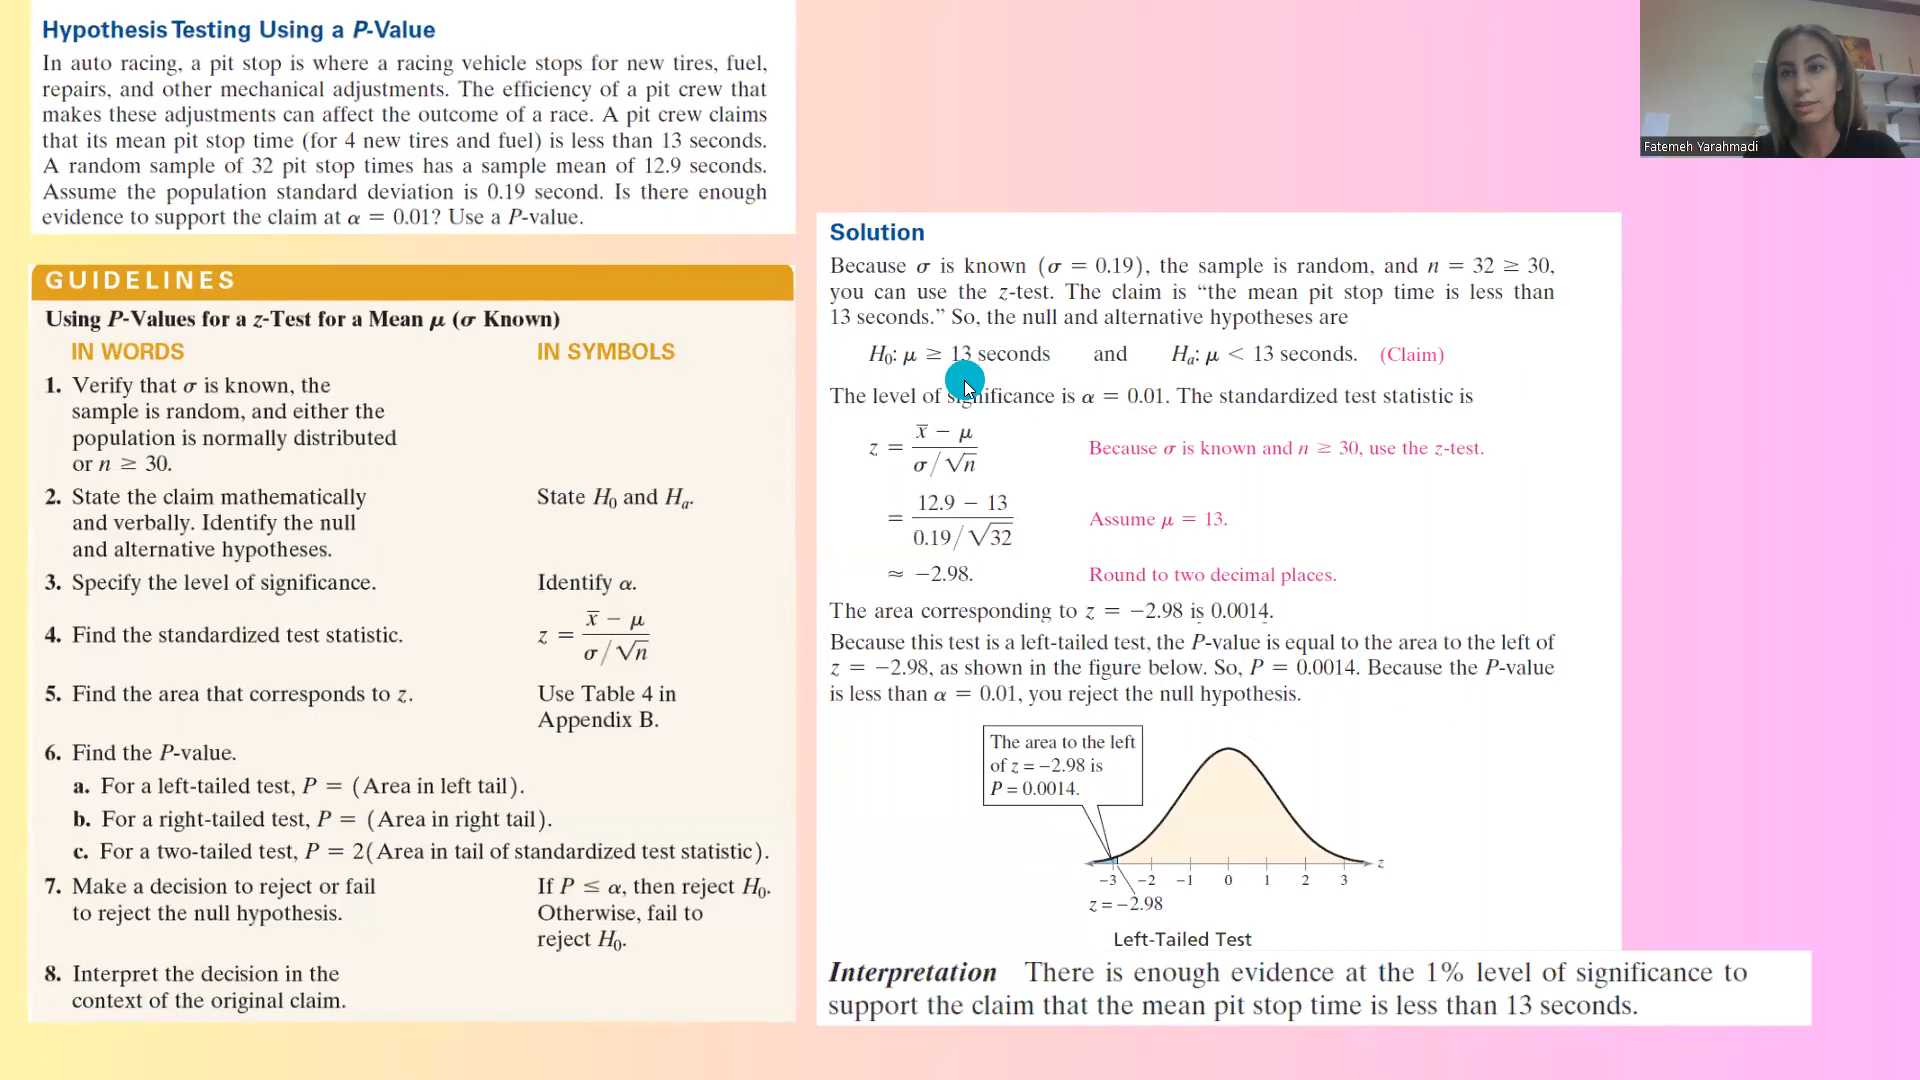 Hypothesis Testing Using a P-Value
In auto racing, a pit stop is where a racing vehicle stops for new tires, fuel,
repairs, and other mechanical adjustments. The efficiency of a pit crew that
makes these adjustments can affect the outcome of a race. A pit crew claims
that its mean pit stop time (for 4 new tires and fuel) is less than 13 seconds.
A random sample of 32 pit stop times has a sample mean of 12.9 seconds.
Assume the population standard deviation is 0.19 second. Is there enough
evidence to support the claim at α = 0.01? Use a P-value.
GUIDELINES
Using P-Values for a z-Test for a Mean μ (σ Known)
IN WORDS IN SYMBOLS
1. Verify that σ is known, the
sample is random, and either the
population is normally distributed
or n ≥ 30.
2. State the claim mathematically State H₀ and Hₐ.
and verbally. Identify the null
and alternative hypotheses.
3. Specify the level of significance. Identify α.
4. Find the standardized test statistic. z = (x̄ − μ) / (σ/√n)
5. Find the area that corresponds to z. Use Table 4 in
Appendix B.
6. Find the P-value.
a. For a left-tailed test, P = (Area in left tail).
b. For a right-tailed test, P = (Area in right tail).
c. For a two-tailed test, P = 2(Area in tail of standardized test statistic).
7. Make a decision to reject or fail If P ≤ α, then reject H₀.
to reject the null hypothesis. Otherwise, fail to
reject H₀.
8. Interpret the decision in the
context of the original claim.
Fatemeh Yarahmadi
Solution
Because σ is known (σ = 0.19), the sample is random, and n = 32 ≥ 30,
you can use the z-test. The claim is “the mean pit stop time is less than
13 seconds.” So, the null and alternative hypotheses are
H₀: μ ≥ 13 seconds and Hₐ: μ < 13 seconds. (Claim)
The level of significance is α = 0.01. The standardized test statistic is
z = (x̄ − μ) / (σ/√n) Because σ is known and n ≥ 30, use the z-test.
= (12.9 − 13) / (0.19/√32) Assume μ = 13.
≈ −2.98. Round to two decimal places.
The area corresponding to z = −2.98 is 0.0014.
Because this test is a left-tailed test, the P-value is equal to the area to the left of
z = −2.98, as shown in the figure below. So, P = 0.0014. Because the P-value
is less than α = 0.01, you reject the null hypothesis.
The area to the left
of z = −2.98 is
P = 0.0014.
z
−3 −2 −1 0 1 2 3
z = −2.98
Left-Tailed Test
Interpretation There is enough evidence at the 1% level of significance to
support the claim that the mean pit stop time is less than 13 seconds.